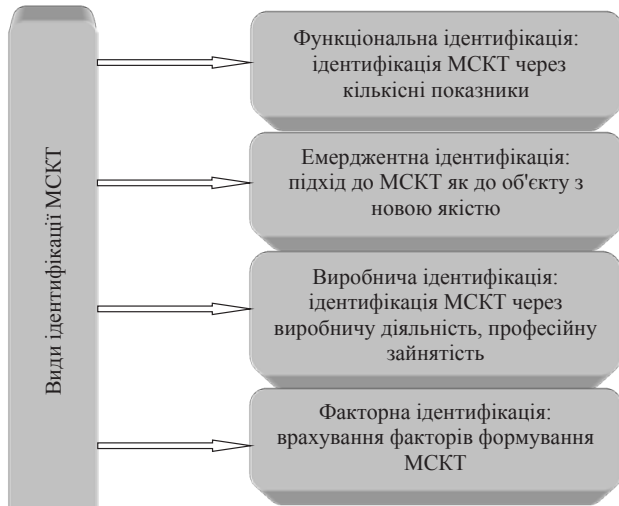 Види ідентифікації МСКТ
Функціональна ідентифікація:
ідентифікація МСКТ через
кількісні показники
Емерджентна ідентифікація:
підхід до МСКТ як до об'єкту з
новою якістю
Виробнича ідентифікація:
ідентифікація МСКТ через
виробничу діяльність, професійну
зайнятість
Факторна ідентифікація:
врахування факторів формування
МСКТ